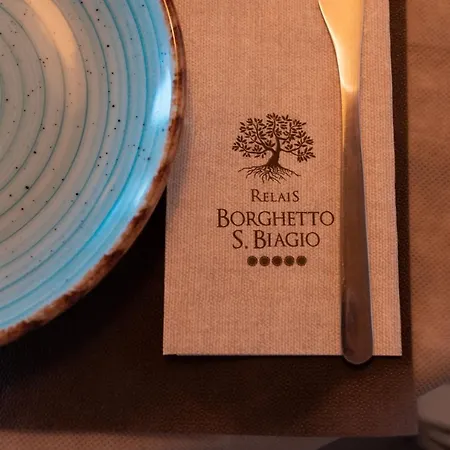 RELAIS
BORGHETTO
S. BIAGIO